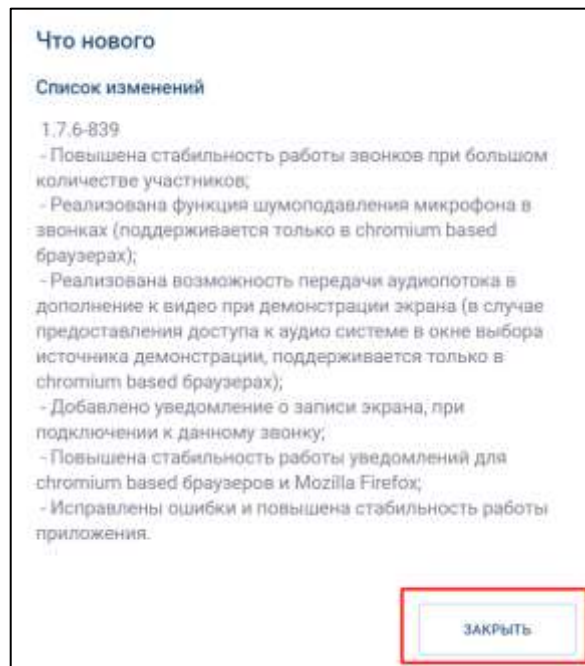 Что нового
Список изменений
1.7.6-839
- Повышена стабильность работы звонков при большом
количестве участников;
- Реализована функция шумоподавления микрофона в
звонках (поддерживается только в chromium based
браузерах);
- Реализована возможность передачи аудиопотока в
дополнение к видео при демонстрации экрана (в случае
предоставления доступа к аудио системе в окне выбора
источника демонстрации, поддерживается только в
chromium based браузерах);
- Добавлено уведомление о записи экрана, при
подключении к данному звонку;
- Повышена стабильность работы уведомлений для
chromium based браузеров и Mozilla Firefox;
- Исправлены ошибки и повышена стабильность работы
приложения.
ЗАКРЫТЬ